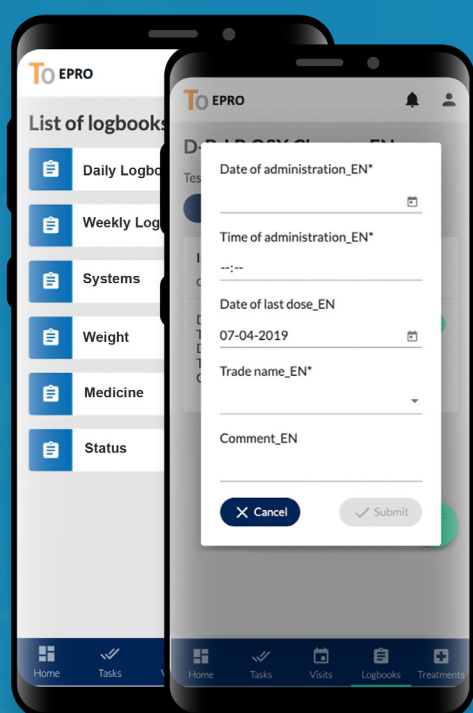 TO EPRO
List of logbooks
Daily Logbo
Weekly Log
Systems
Weight
Medicine
Status
Home
Tasks
V
TO EPRO
Tes
Date of administration_EN*
Time of administration_EN*
--:--
Date of last dose_EN
07-04-2019
Trade name_EN*
Comment_EN
Cancel
Submit
Home
Tasks
Visits
Logbooks
Treatments